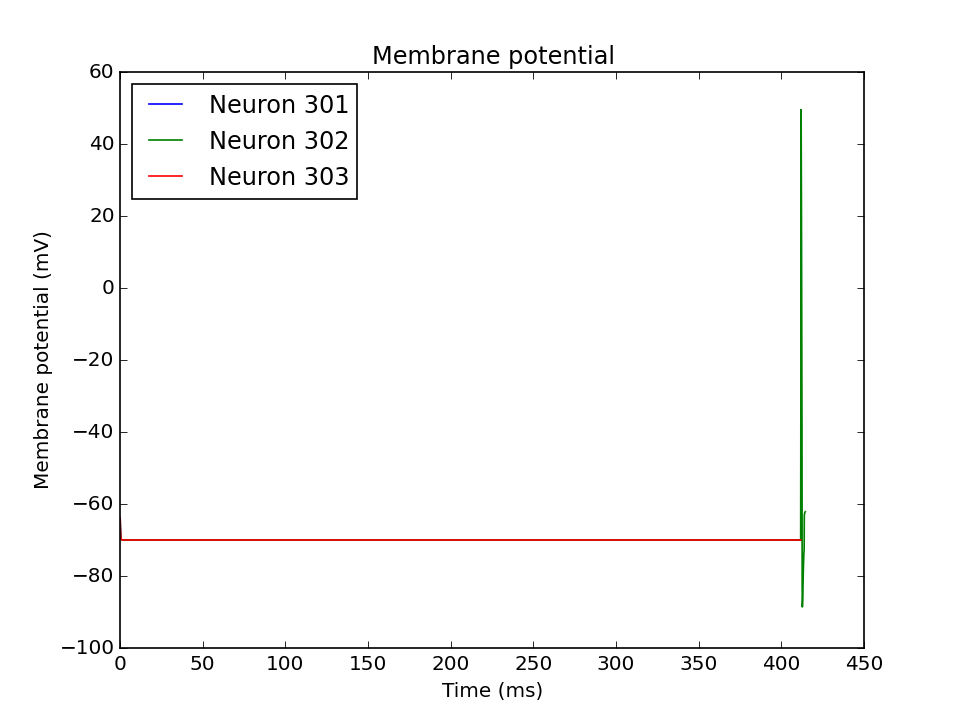 Membrane potential
60
40
20
0
−20
−40
−60
−80
−100
Membrane potential (mV)
Neuron 301
Neuron 302
Neuron 303
0 50 100 150 200 250 300 350 400 450
Time (ms)